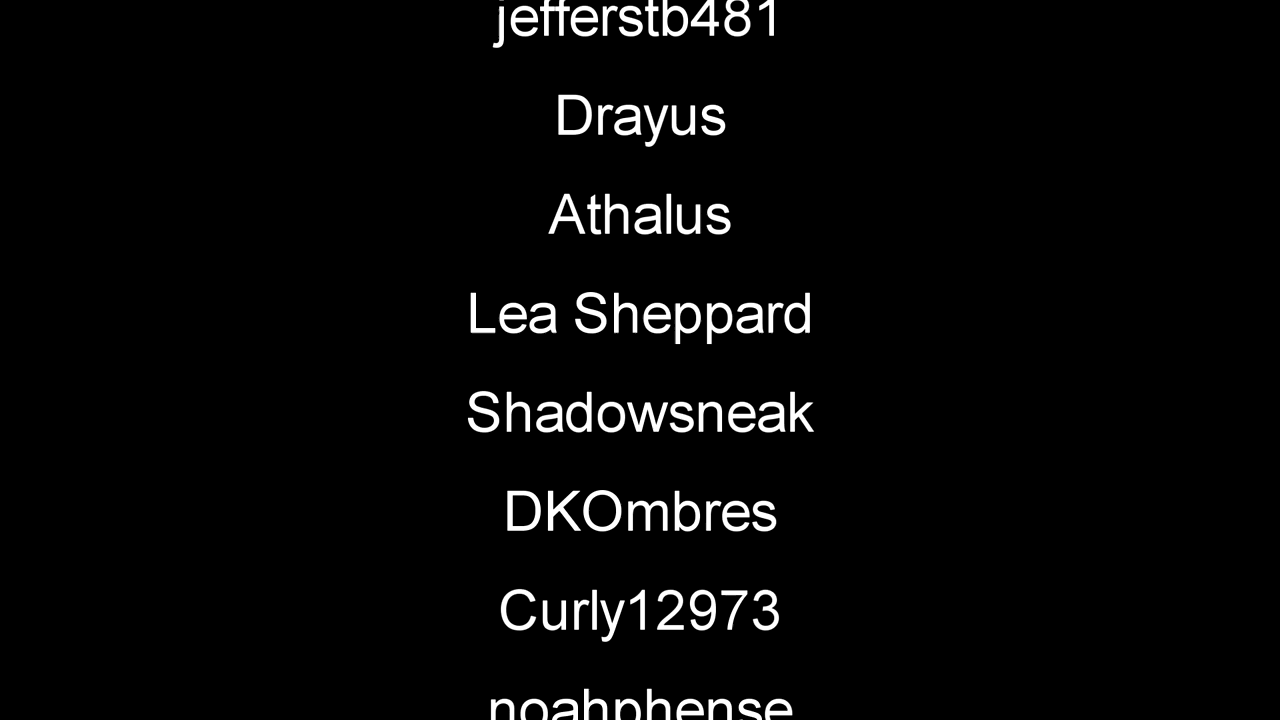 jefferstb481
Drayus
Athalus
Lea Sheppard
Shadowsneak
DKOmbres
Curly12973
noahphense